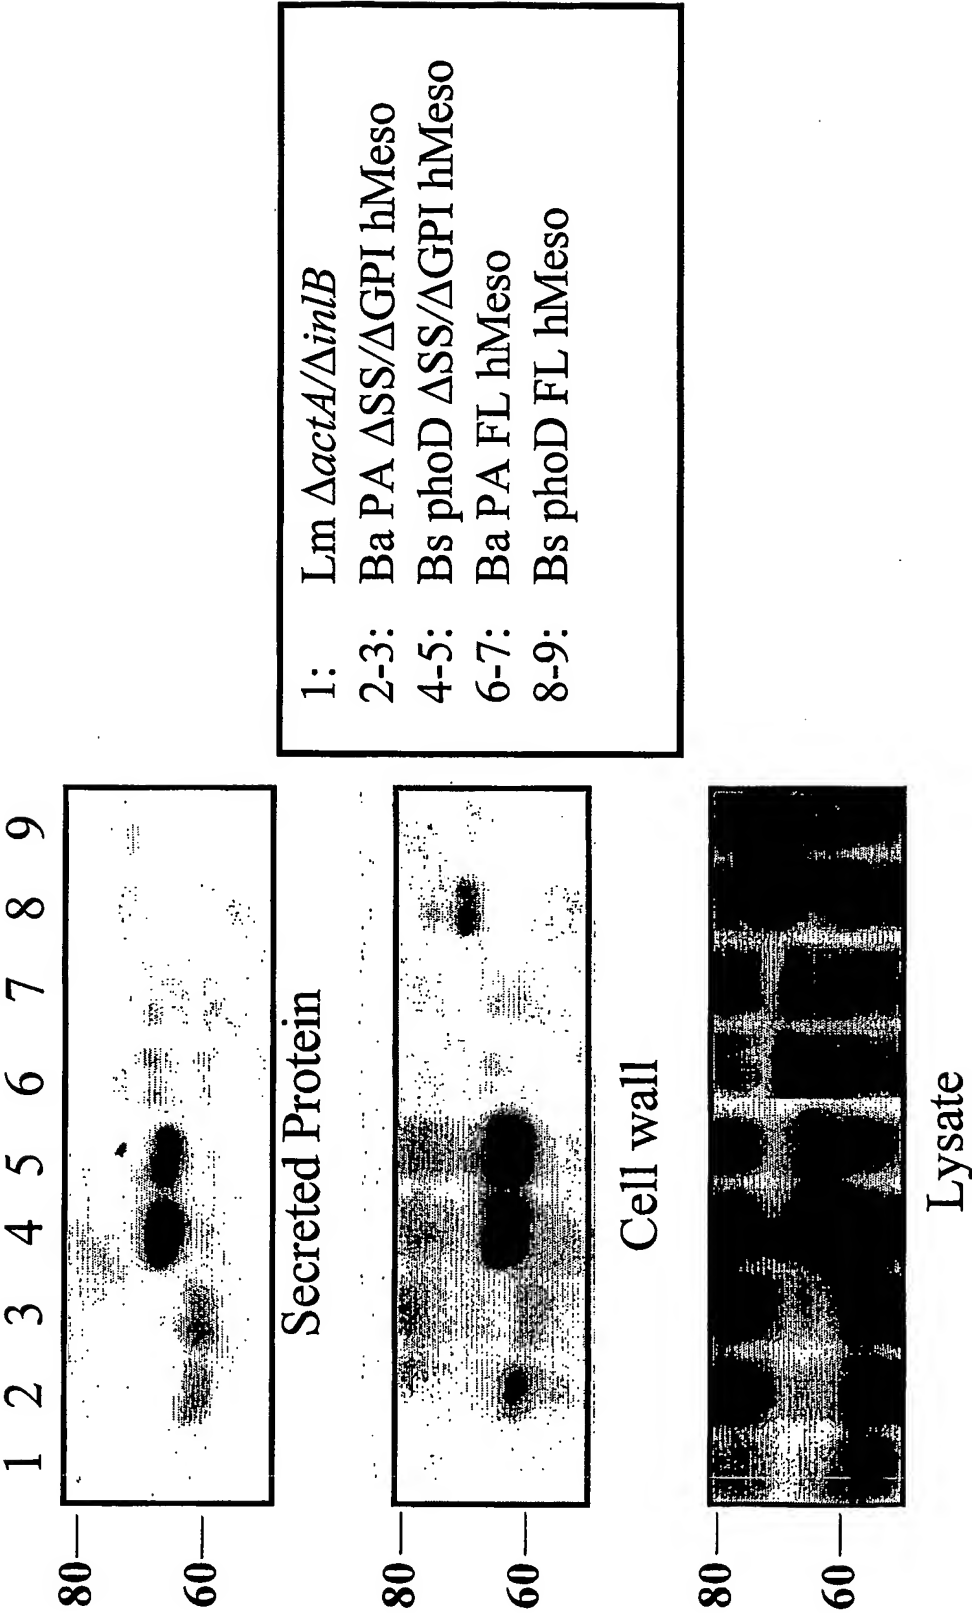 1 2 3 4 5 6 7 8 9
80
60
Secreted Protein
80
60
Cell wall
80
60
Lysate
1: Lm ΔactA/ΔinlB
2-3: Ba PA ΔSS/ΔGPI hMeso
4-5: Bs phoD ΔSS/ΔGPI hMeso
6-7: Ba PA FL hMeso
8-9: Bs phoD FL hMeso